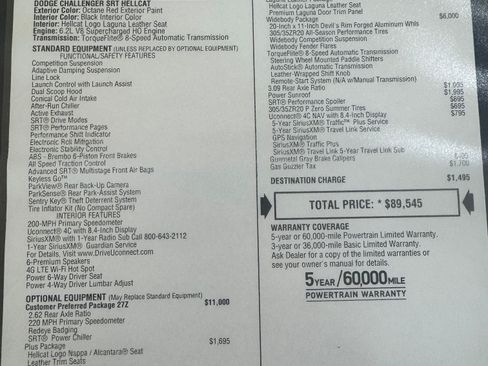 DODGE CHALLENGER SRT HELLCAT
Exterior Color: Octane Red Exterior Paint
Interior Color: Black Interior Color
Interior: Hellcat Logo Laguna Leather Seat
Engine: 6.2L V8 Supercharged HO Engine
Transmission: TorqueFlite® 8-Speed Automatic Transmission
STANDARD EQUIPMENT (UNLESS REPLACED BY OPTIONAL EQUIPMENT)
FUNCTIONAL/SAFETY FEATURES
Competition Suspension
Adaptive Damping Suspension
Line Lock
Launch Control with Launch Assist
Dual Scoop Hood
Conical Cold Air Intake
After-Run Chiller
Active Exhaust
SRT® Drive Modes
SRT® Performance Pages
Performance Shift Indicator
Electronic Roll Mitigation
Electronic Stability Control
ABS - Brembo 6-Piston Front Brakes
All Speed Traction Control
Advanced SRT® Multistage Front Air Bags
Keyless Go™
ParkView® Rear Back-Up Camera
ParkSense® Rear Park-Assist System
Sentry Key® Theft Deterrent System
Tire Inflator Kit (No Compact Spare)
INTERIOR FEATURES
200-MPH Primary Speedometer
Uconnect® 4C with 8.4-Inch Display
SiriusXM® with 1-Year Radio Sub Call 800-643-2112
SiriusXM® Guardian Service
For Details, Visit www.DriveUconnect.com
6-Premium Speakers
4G LTE Wi-Fi Hot Spot
Power 6-Way Driver Seat
Power 4-Way Driver Lumbar Adjust
OPTIONAL EQUIPMENT (May Replace Standard Equipment)
Customer Preferred Package 27Z $11,000
2.62 Rear Axle Ratio
220 MPH Primary Speedometer
Redeye Badging
SRT® Power Chiller
Plus Package $1,695
Hellcat Logo Nappa / Alcantara® Seat
Leather Trim Seats
Hellcat Logo Laguna Leather Seat
Premium Laguna Door Trim Panel
Widebody Package $6,000
20-Inch x 11-Inch Devil's Rim Forged Aluminum Whls
305/35ZR20 All-Season Performance Tires
Widebody Competition Suspension
Widebody Fender Flares
TorqueFlite® 8-Speed Automatic Transmission
Steering Wheel Mounted Paddle Shifters
AutoStick® Automatic Transmission
Leather-Wrapped Shift Knob
Remote-Start System (N/A w/Manual Transmission)
3.09 Rear Axle Ratio
Power Sunroof $1,995
SRT® Performance Spoiler $695
305/35ZR20 P Zero Summer Tires $695
Uconnect® 4C NAV with 8.4-Inch Display $795
5-Year SiriusXM® Traffic™ Plus Service
5-Year SiriusXM® Travel Link Service
GPS Navigation
SiriusXM® Traffic Plus
SiriusXM® Travel Link 5-Year Travel Link Sub
Gunmetal Gray Brake Calipers
Gas Guzzler Tax $1,700
DESTINATION CHARGE $1,495
TOTAL PRICE: * $89,545
WARRANTY COVERAGE
5-year or 60,000-mile Powertrain Limited Warranty.
3-year or 36,000-mile Basic Limited Warranty.
Ask Dealer for a copy of the limited warranties or
see your owner's manual for details.
5 YEAR/60,000 MILE
POWERTRAIN WARRANTY